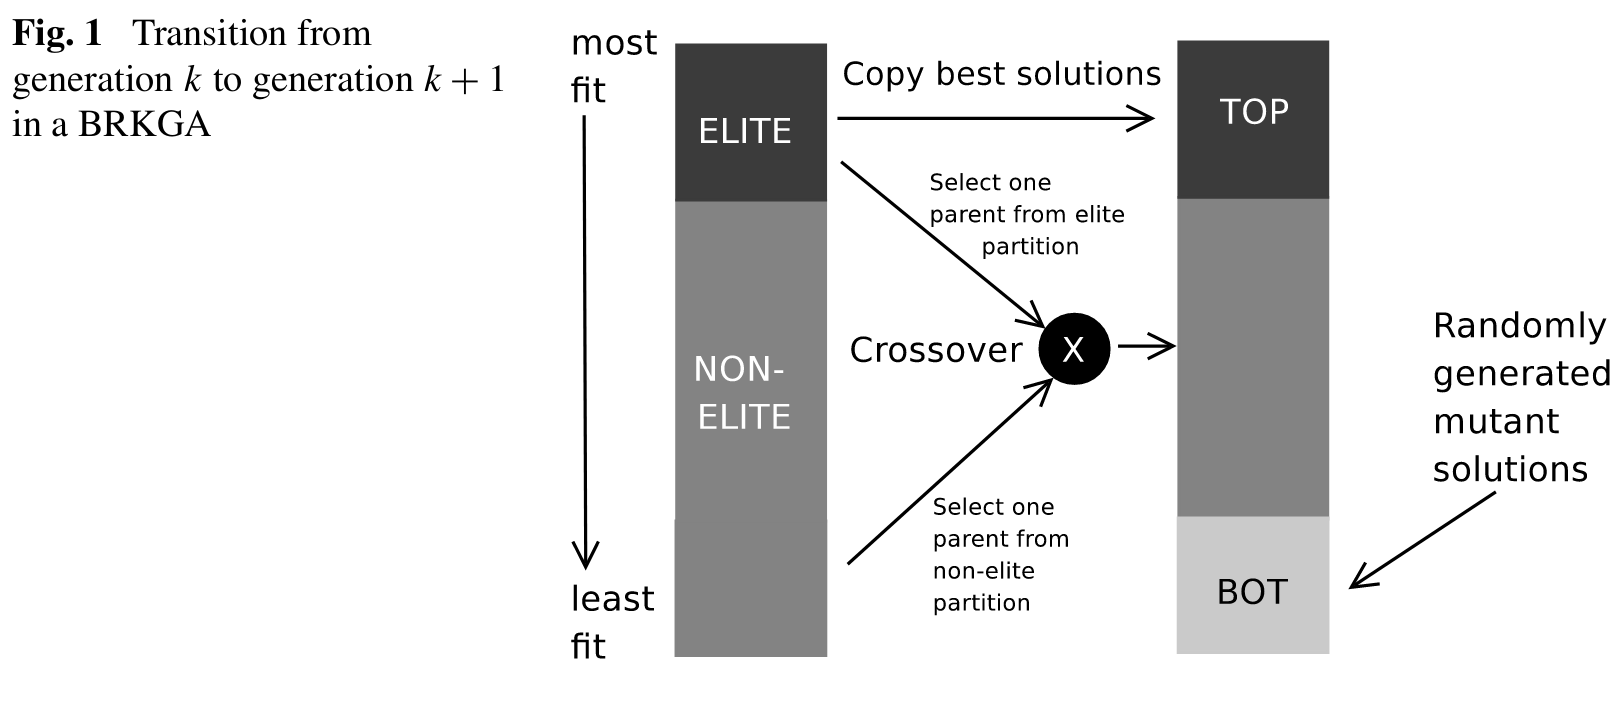 Fig. 1 Transition from
generation k to generation k + 1
in a BRKGA
most
fit
ELITE
Copy best solutions
TOP
Select one
parent from elite
partition
NON-
ELITE
Crossover
X
Randomly
generated
mutant
solutions
Select one
parent from
non-elite
partition
least
fit
BOT